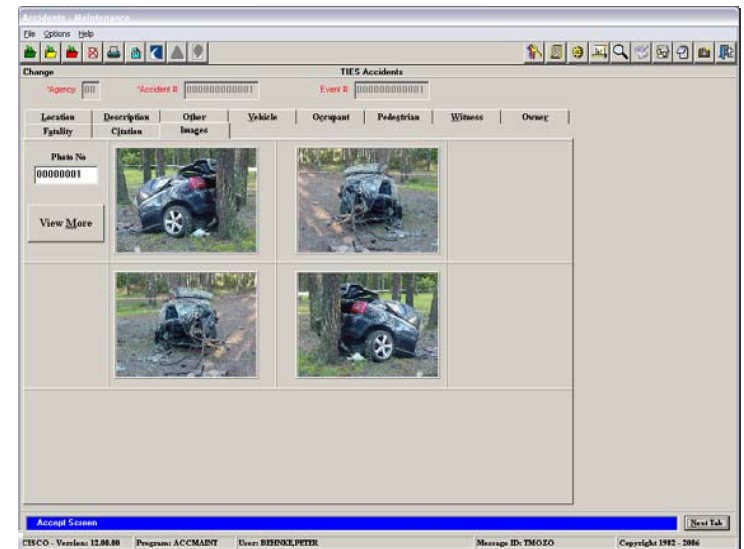 Accidents - Maintenance
File Options Help
Change TIES Accidents
*Agency: 00 *Accident #: 000000000001 Event #: 000000000001
Location Description Other Vehicle Occupant Pedestrian Witness Owner
Fatality Citation Images
Photo No
00000001
View More
Accept Screen Next Tab
CISCO - Version: 12.00.00 Program: ACCMAINT User: BEHNKE,PETER Message ID: TMOZO Copyright 1982 - 2006